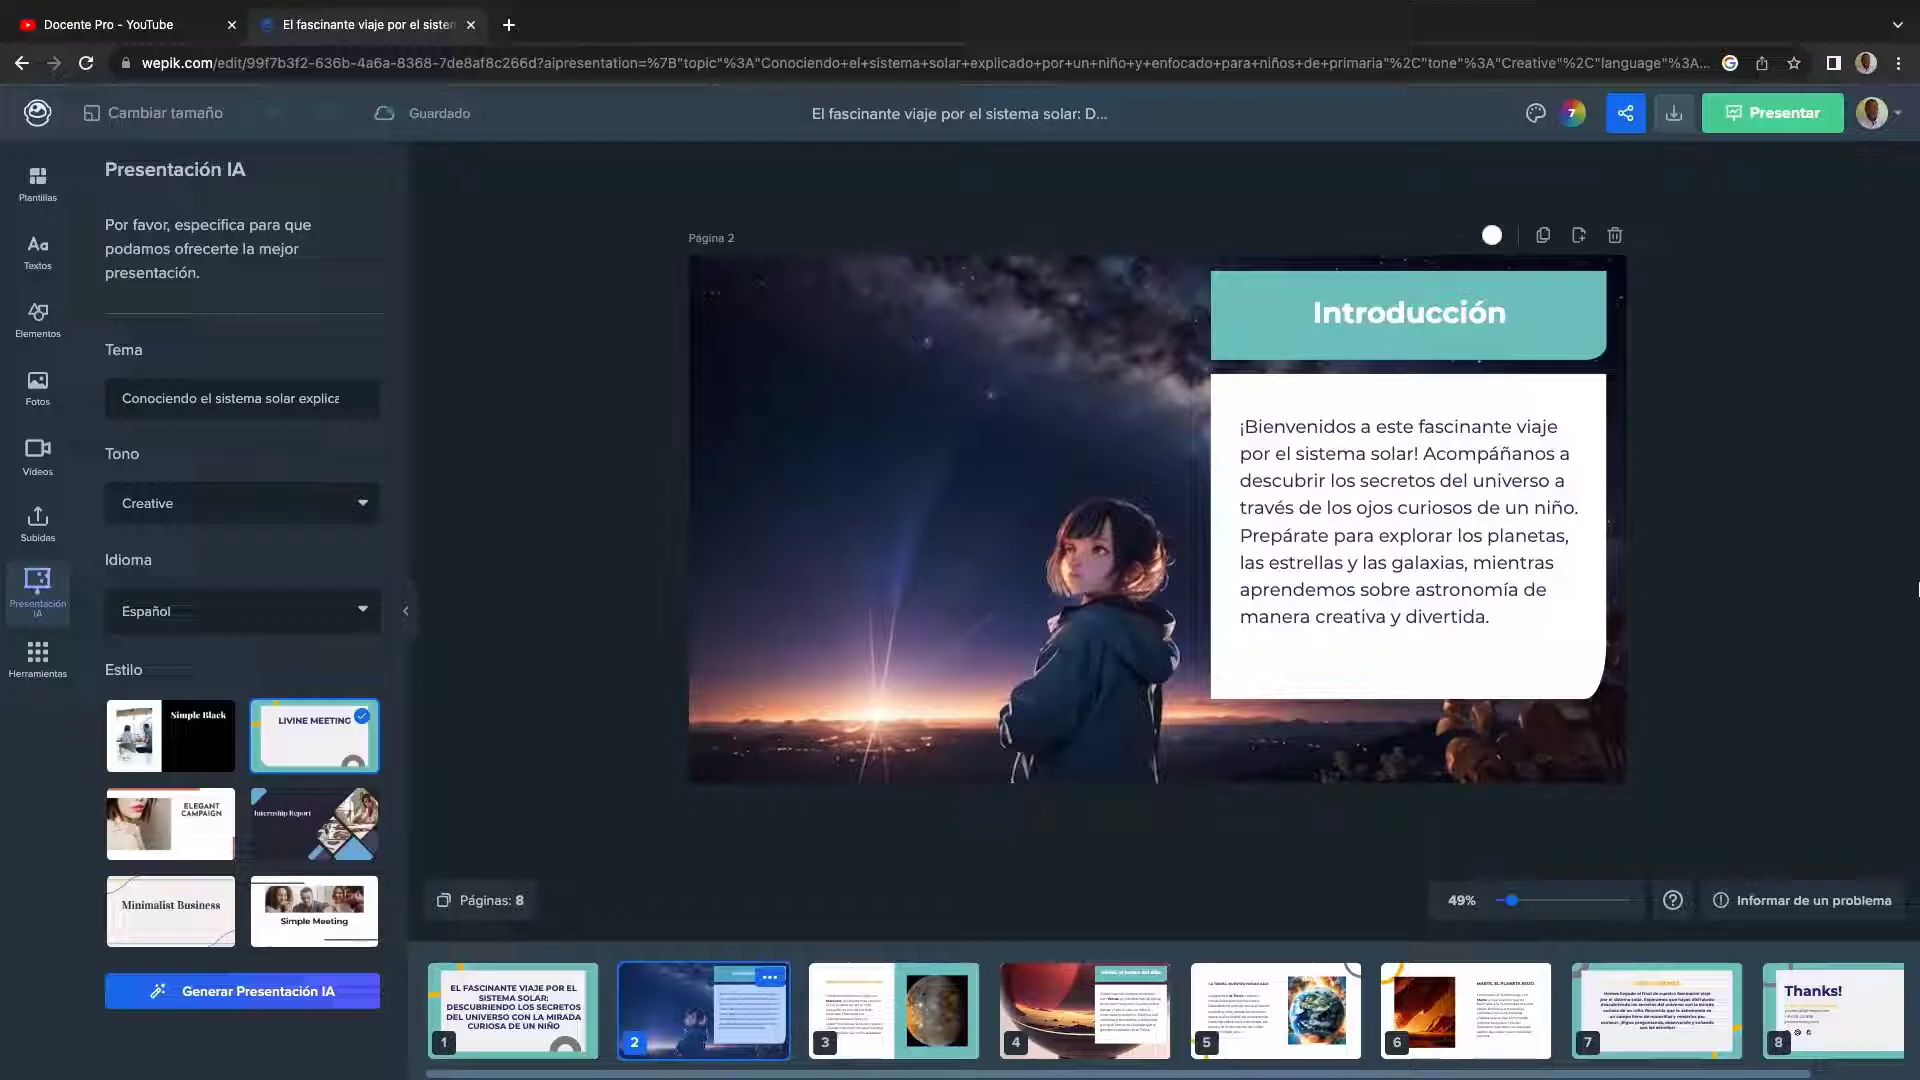 Docente Pro - YouTube
El fascinante viaje por el sister
wepik.com/edit/99f7b3f2-636b-4a6a-8368-7de8af8c266d?aipresentation=%7B"topic"%3A"Conociendo+el+sistema+solar+explicado+por+un+niño+y+enfocado+para+niños+de+primaria"%2C"tone"%3A"Creative"%2C"language"%3A...
Cambiar tamaño
Guardado
El fascinante viaje por el sistema solar: D...
7
Presentar
Plantillas
Textos
Elementos
Fotos
Vídeos
Subidas
Presentación
IA
Herramientas
Presentación IA
Por favor, especifica para que
podamos ofrecerte la mejor
presentación.
Tema
Conociendo el sistema solar explica
Tono
Creative
Idioma
Español
Estilo
Simple Black
LIVINE MEETING
ELEGANT
CAMPAIGN
Internship Report
Minimalist Business
Simple Meeting
Generar Presentación IA
Página 2
Introducción
¡Bienvenidos a este fascinante viaje
por el sistema solar! Acompáñanos a
descubrir los secretos del universo a
través de los ojos curiosos de un niño.
Prepárate para explorar los planetas,
las estrellas y las galaxias, mientras
aprendemos sobre astronomía de
manera creativa y divertida.
Páginas: 8
49%
Informar de un problema
EL FASCINANTE VIAJE POR EL
SISTEMA SOLAR:
DESCUBRIENDO LOS SECRETOS
DEL UNIVERSO CON LA MIRADA
CURIOSA DE UN NIÑO
1
2
3
4
5
MARTE, EL PLANETA ROJO
6
7
Thanks!
8